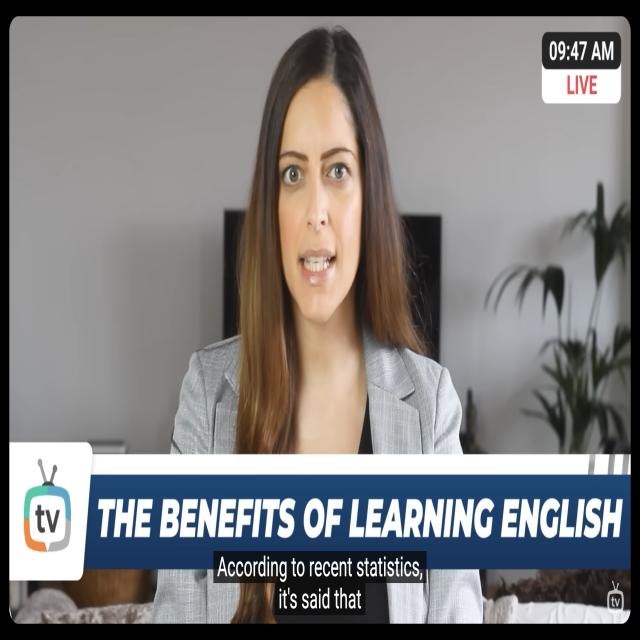 09:47 AM
LIVE
tv
THE BENEFITS OF LEARNING ENGLISH
According to recent statistics,
it's said that
tv